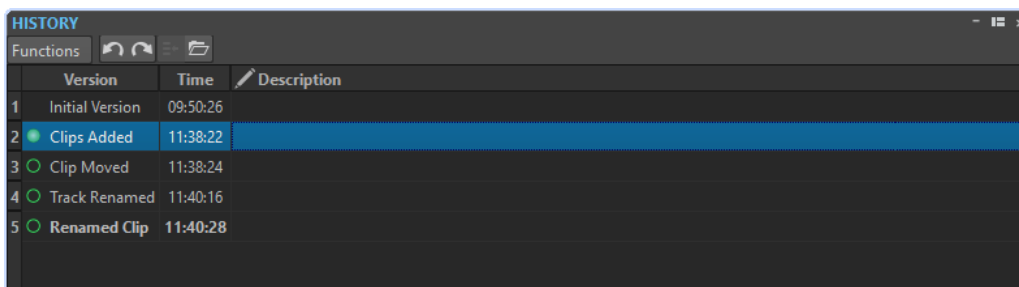 HISTORY
Functions
Version Time Description
1 Initial Version 09:50:26
2 Clips Added 11:38:22
3 Clip Moved 11:38:24
4 Track Renamed 11:40:16
5 Renamed Clip 11:40:28